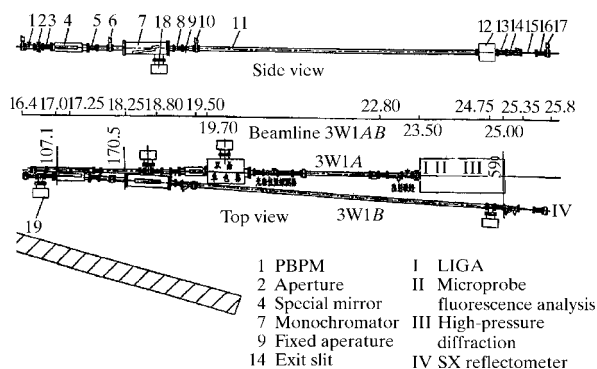 1 2 3 4 5 6 7 18 8 9 10 11 12 13 14 15 16 17
Side view
16.4 17.0 17.25 18.25 18.80 19.50 22.80 24.75 25.35 25.8
Beamline 3W1AB
19.70 23.50 25.00
107.1 170.5 3W1A I II III 590
Top view 3W1B IV
19
1 PBPM
2 Aperture
4 Special mirror
7 Monochromator
9 Fixed aperature
14 Exit slit
I LIGA
II Microprobe
fluorescence analysis
III High-pressure
diffraction
IV SX reflectometer